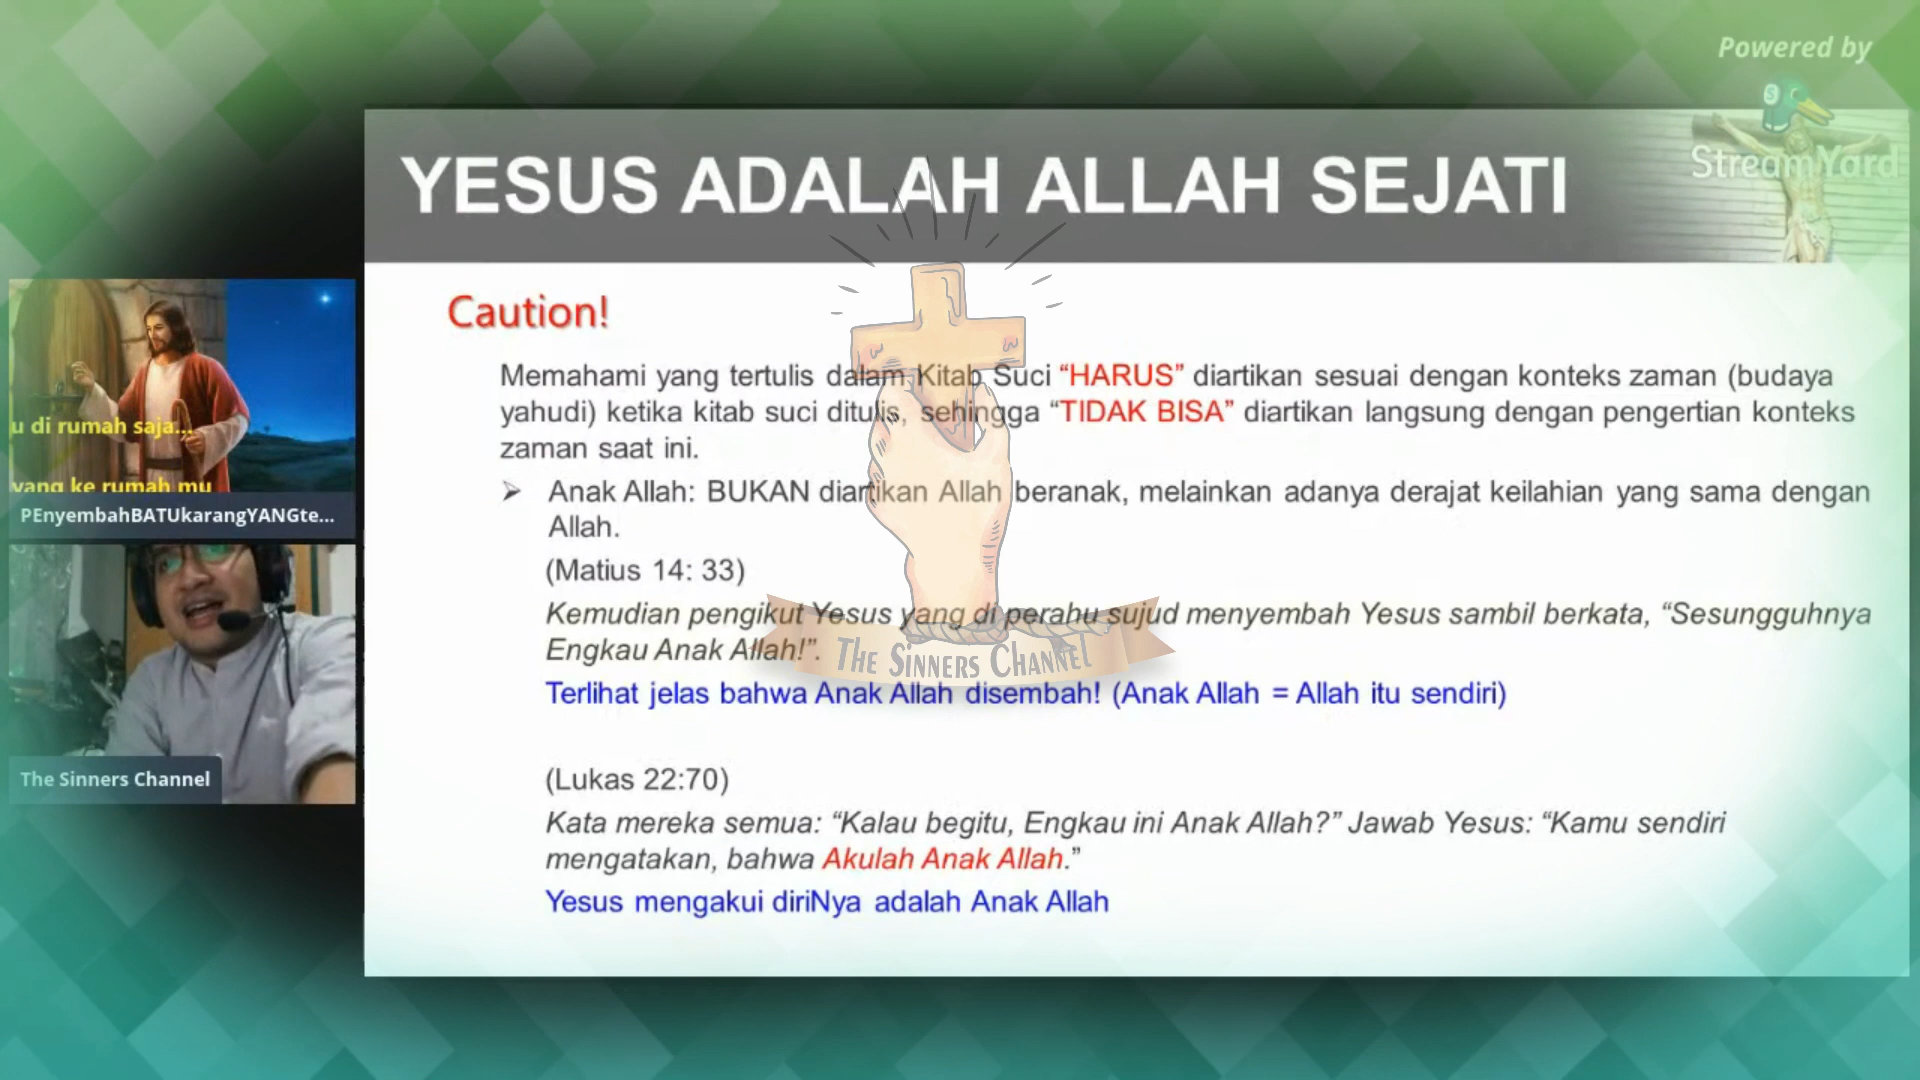 Powered by
StreamYard
YESUS ADALAH ALLAH SEJATI
Caution!
Memahami yang tertulis dalam Kitab Suci “HARUS” diartikan sesuai dengan konteks zaman (budaya
yahudi) ketika kitab suci ditulis, sehingga “TIDAK BISA” diartikan langsung dengan pengertian konteks
zaman saat ini.
➢ Anak Allah: BUKAN diartikan Allah beranak, melainkan adanya derajat keilahian yang sama dengan
Allah.
(Matius 14: 33)
Kemudian pengikut Yesus yang di perahu sujud menyembah Yesus sambil berkata, “Sesungguhnya
Engkau Anak Allah!”.
Terlihat jelas bahwa Anak Allah disembah! (Anak Allah = Allah itu sendiri)
(Lukas 22:70)
Kata mereka semua: “Kalau begitu, Engkau ini Anak Allah?” Jawab Yesus: “Kamu sendiri
mengatakan, bahwa Akulah Anak Allah.”
Yesus mengakui diriNya adalah Anak Allah
The Sinners Channel
u di rumah saja...
yang ke rumah mu
PEnyembahBATUkarangYANGte...
The Sinners Channel